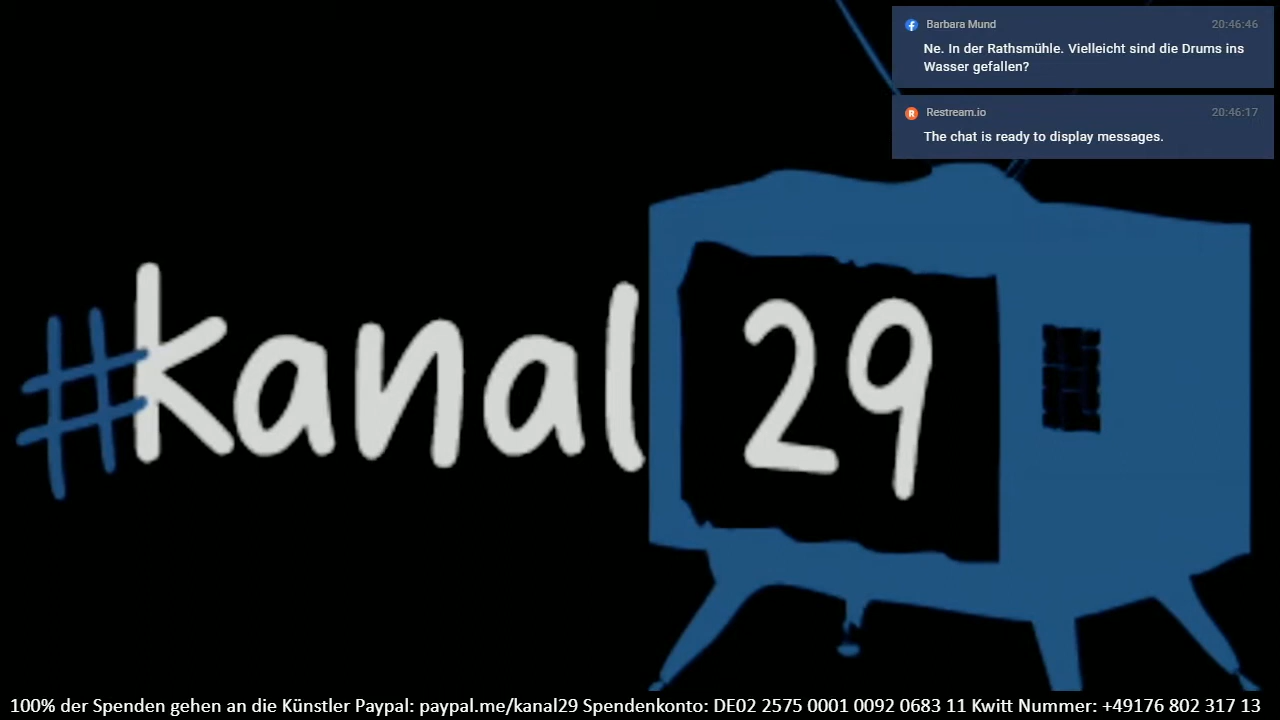 Barbara Mund 20:46:46
Ne. In der Rathsmühle. Vielleicht sind die Drums ins
Wasser gefallen?
Restream.io 20:46:17
The chat is ready to display messages.
#kanal 29
100% der Spenden gehen an die Künstler Paypal: paypal.me/kanal29 Spendenkonto: DE02 2575 0001 0092 0683 11 Kwitt Nummer: +49176 802 317 13